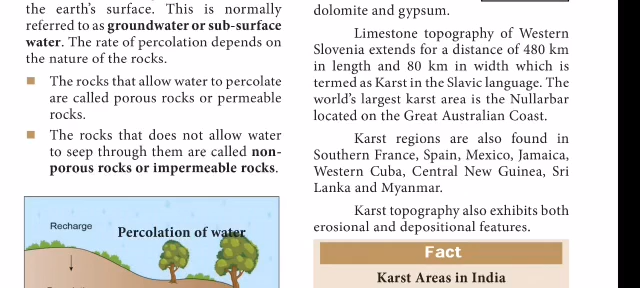 the earth's surface. This is normally
referred to as groundwater or sub-surface
water. The rate of percolation depends on
the nature of the rocks.
The rocks that allow water to percolate
are called porous rocks or permeable
rocks.
The rocks that does not allow water
to seep through them are called non-
porous rocks or impermeable rocks.
Recharge
Percolation of water
dolomite and gypsum.
Limestone topography of Western
Slovenia extends for a distance of 480 km
in length and 80 km in width which is
termed as Karst in the Slavic language. The
world's largest karst area is the Nullarbar
located on the Great Australian Coast.
Karst regions are also found in
Southern France, Spain, Mexico, Jamaica,
Western Cuba, Central New Guinea, Sri
Lanka and Myanmar.
Karst topography also exhibits both
erosional and depositional features.
Fact
Karst Areas in India